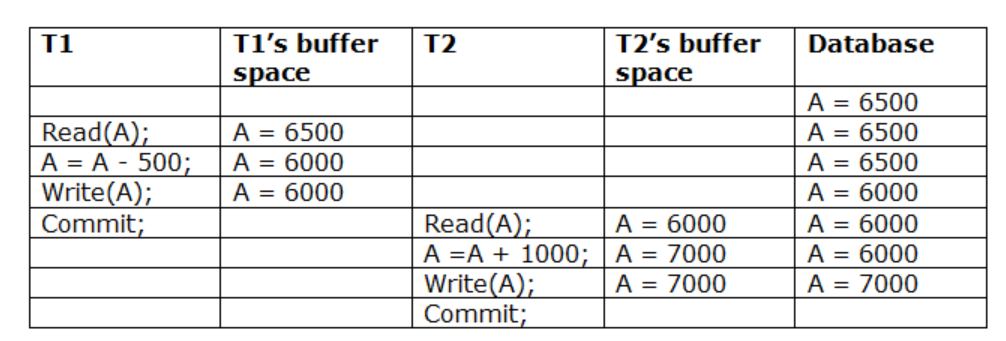 T1 T1’s buffer space T2 T2’s buffer space Database
A = 6500
Read(A); A = 6500 A = 6500
A = A - 500; A = 6000 A = 6500
Write(A); A = 6000 A = 6000
Commit; Read(A); A = 6000 A = 6000
A =A + 1000; A = 7000 A = 6000
Write(A); A = 7000 A = 7000
Commit;